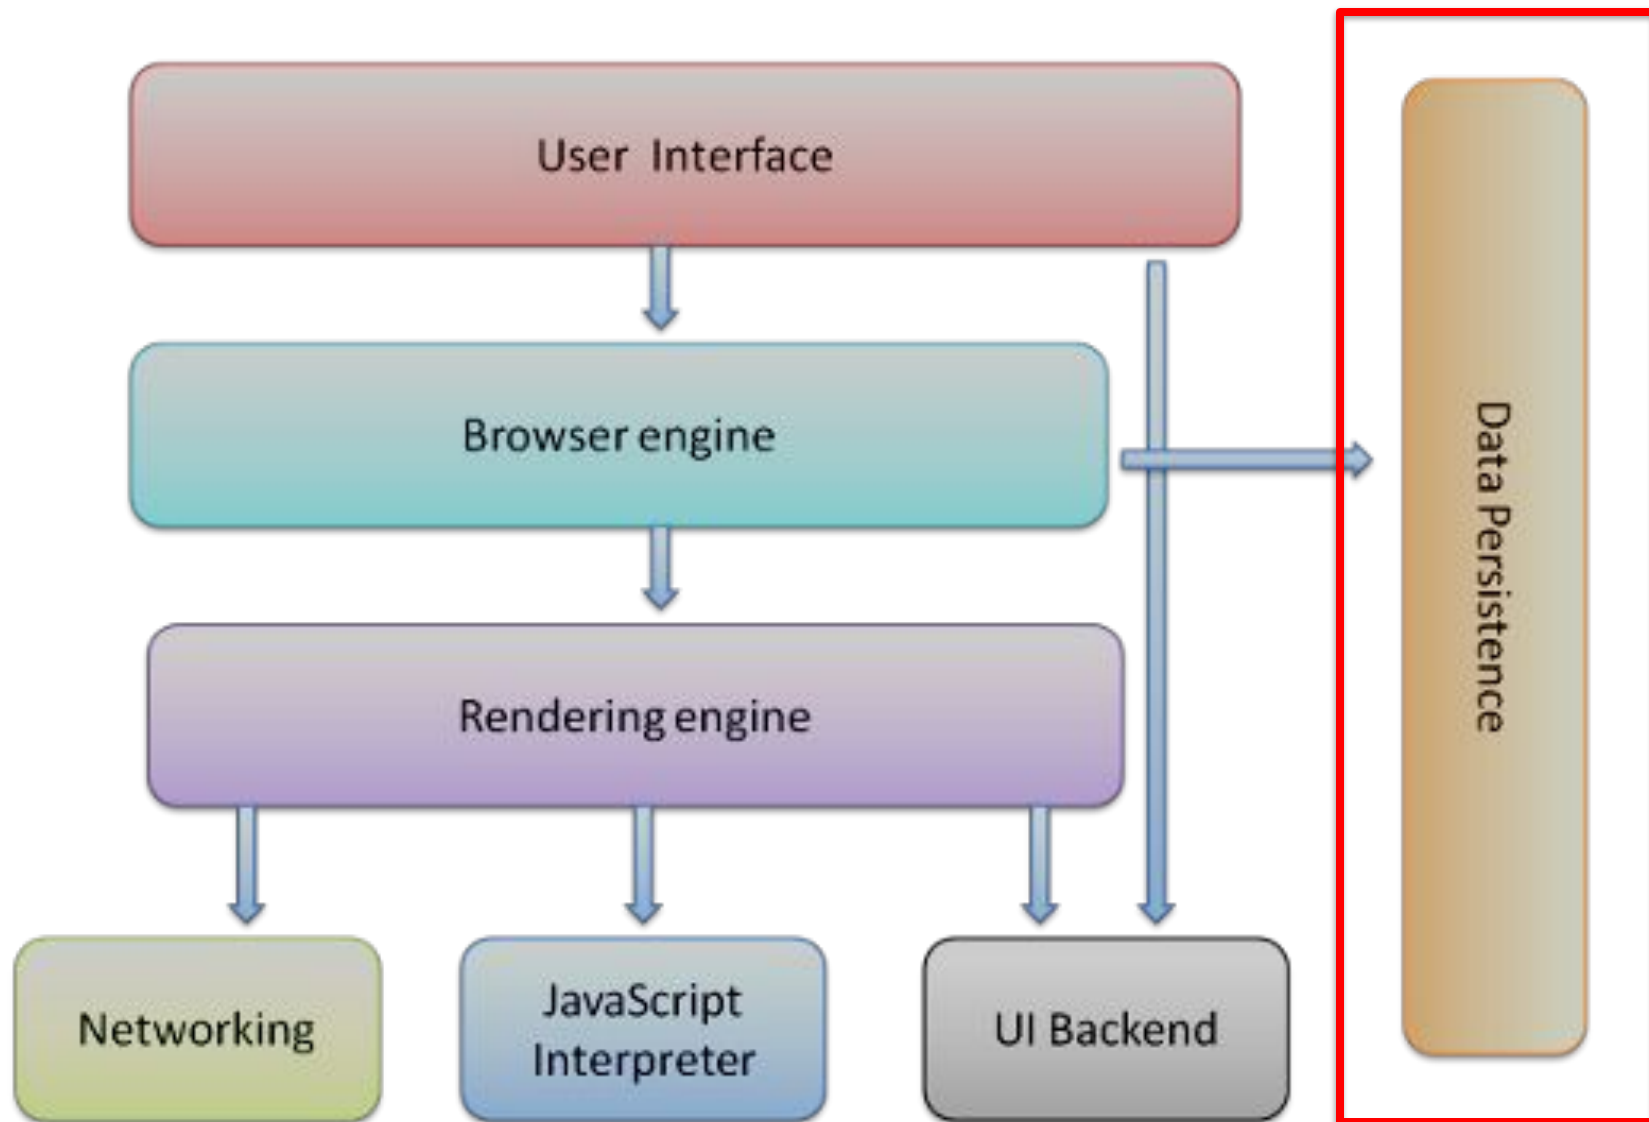 User Interface
Browser engine
Data Persistence
Rendering engine
Networking
JavaScript
Interpreter
UI Backend